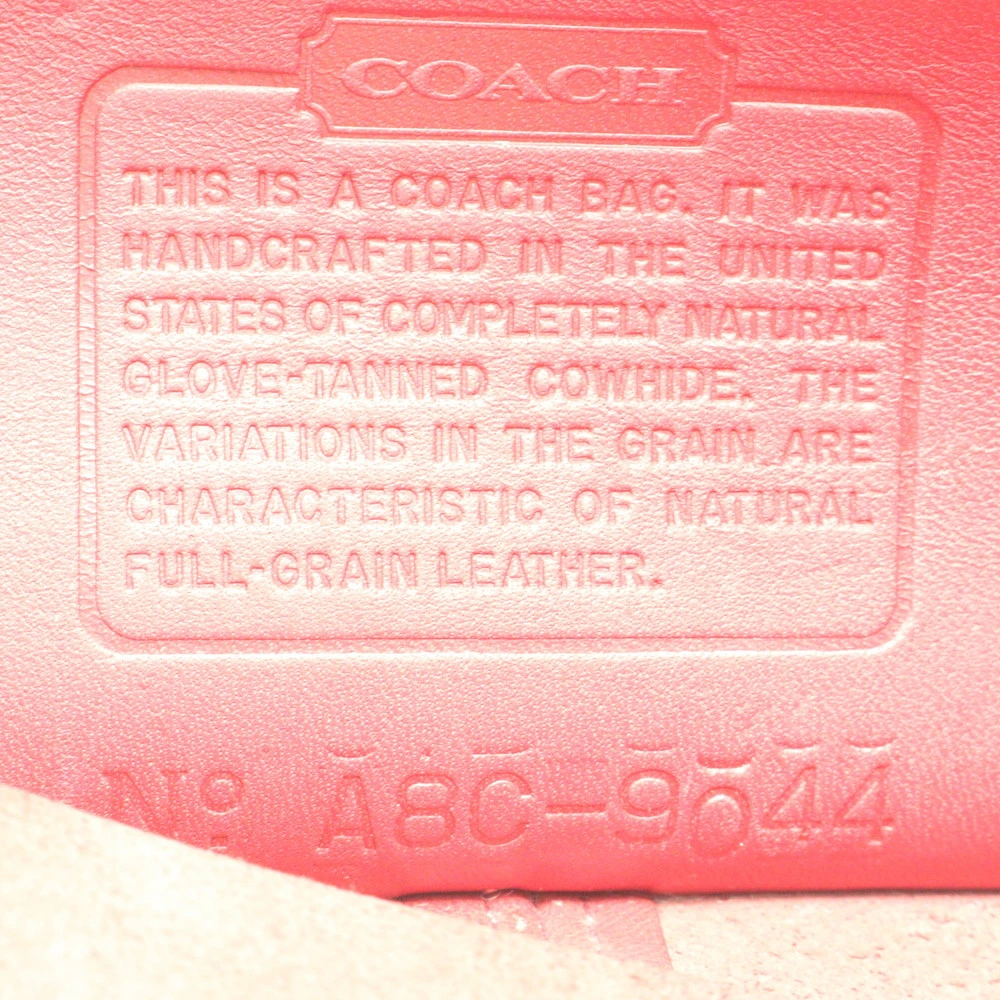 COACH
THIS IS A COACH BAG. IT WAS
HANDCRAFTED IN THE UNITED
STATES OF COMPLETELY NATURAL
GLOVE-TANNED COWHIDE. THE
VARIATIONS IN THE GRAIN ARE
CHARACTERISTIC OF NATURAL
FULL-GRAIN LEATHER.
Nº A8C-9044